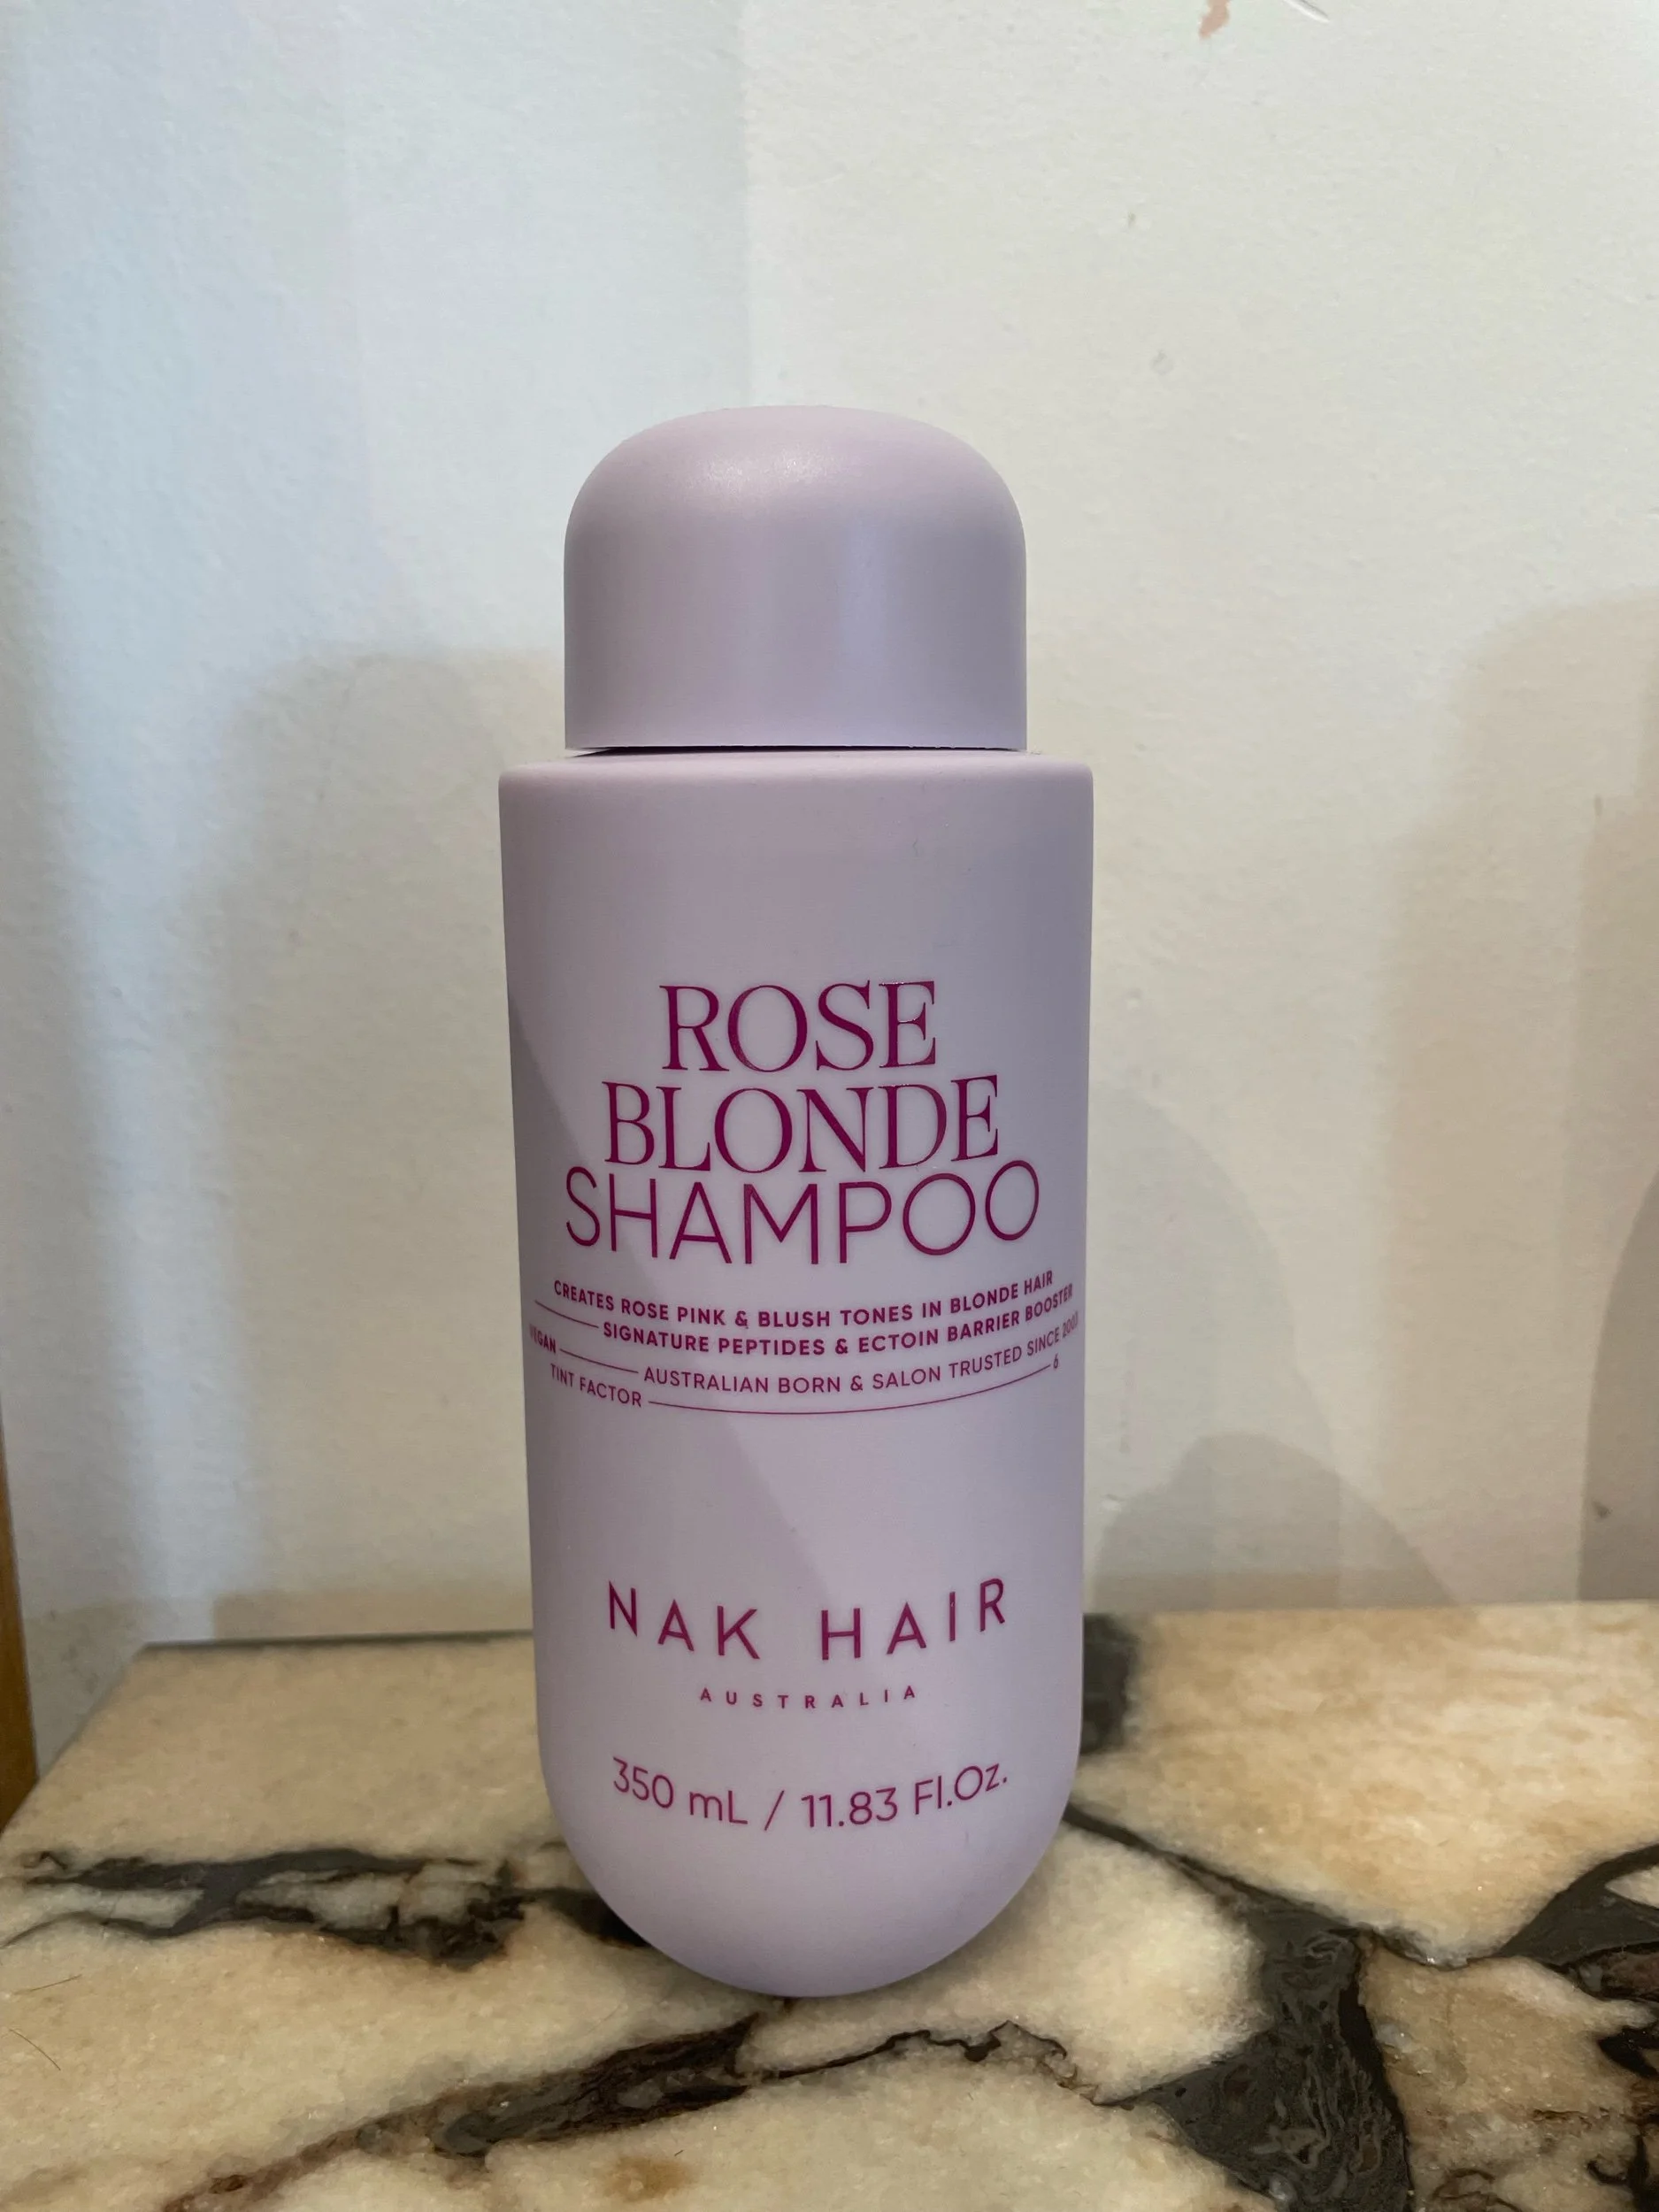 ROSE
BLONDE
SHAMPOO
CREATES ROSE PINK & BLUSH TONES IN BLONDE HAIR
SIGNATURE PEPTIDES & ECTOIN BARRIER BOOSTER
VEGAN AUSTRALIAN BORN & SALON TRUSTED SINCE
TINT FACTOR 6
NAK HAIR
AUSTRALIA
350 mL / 11.83 Fl.Oz.